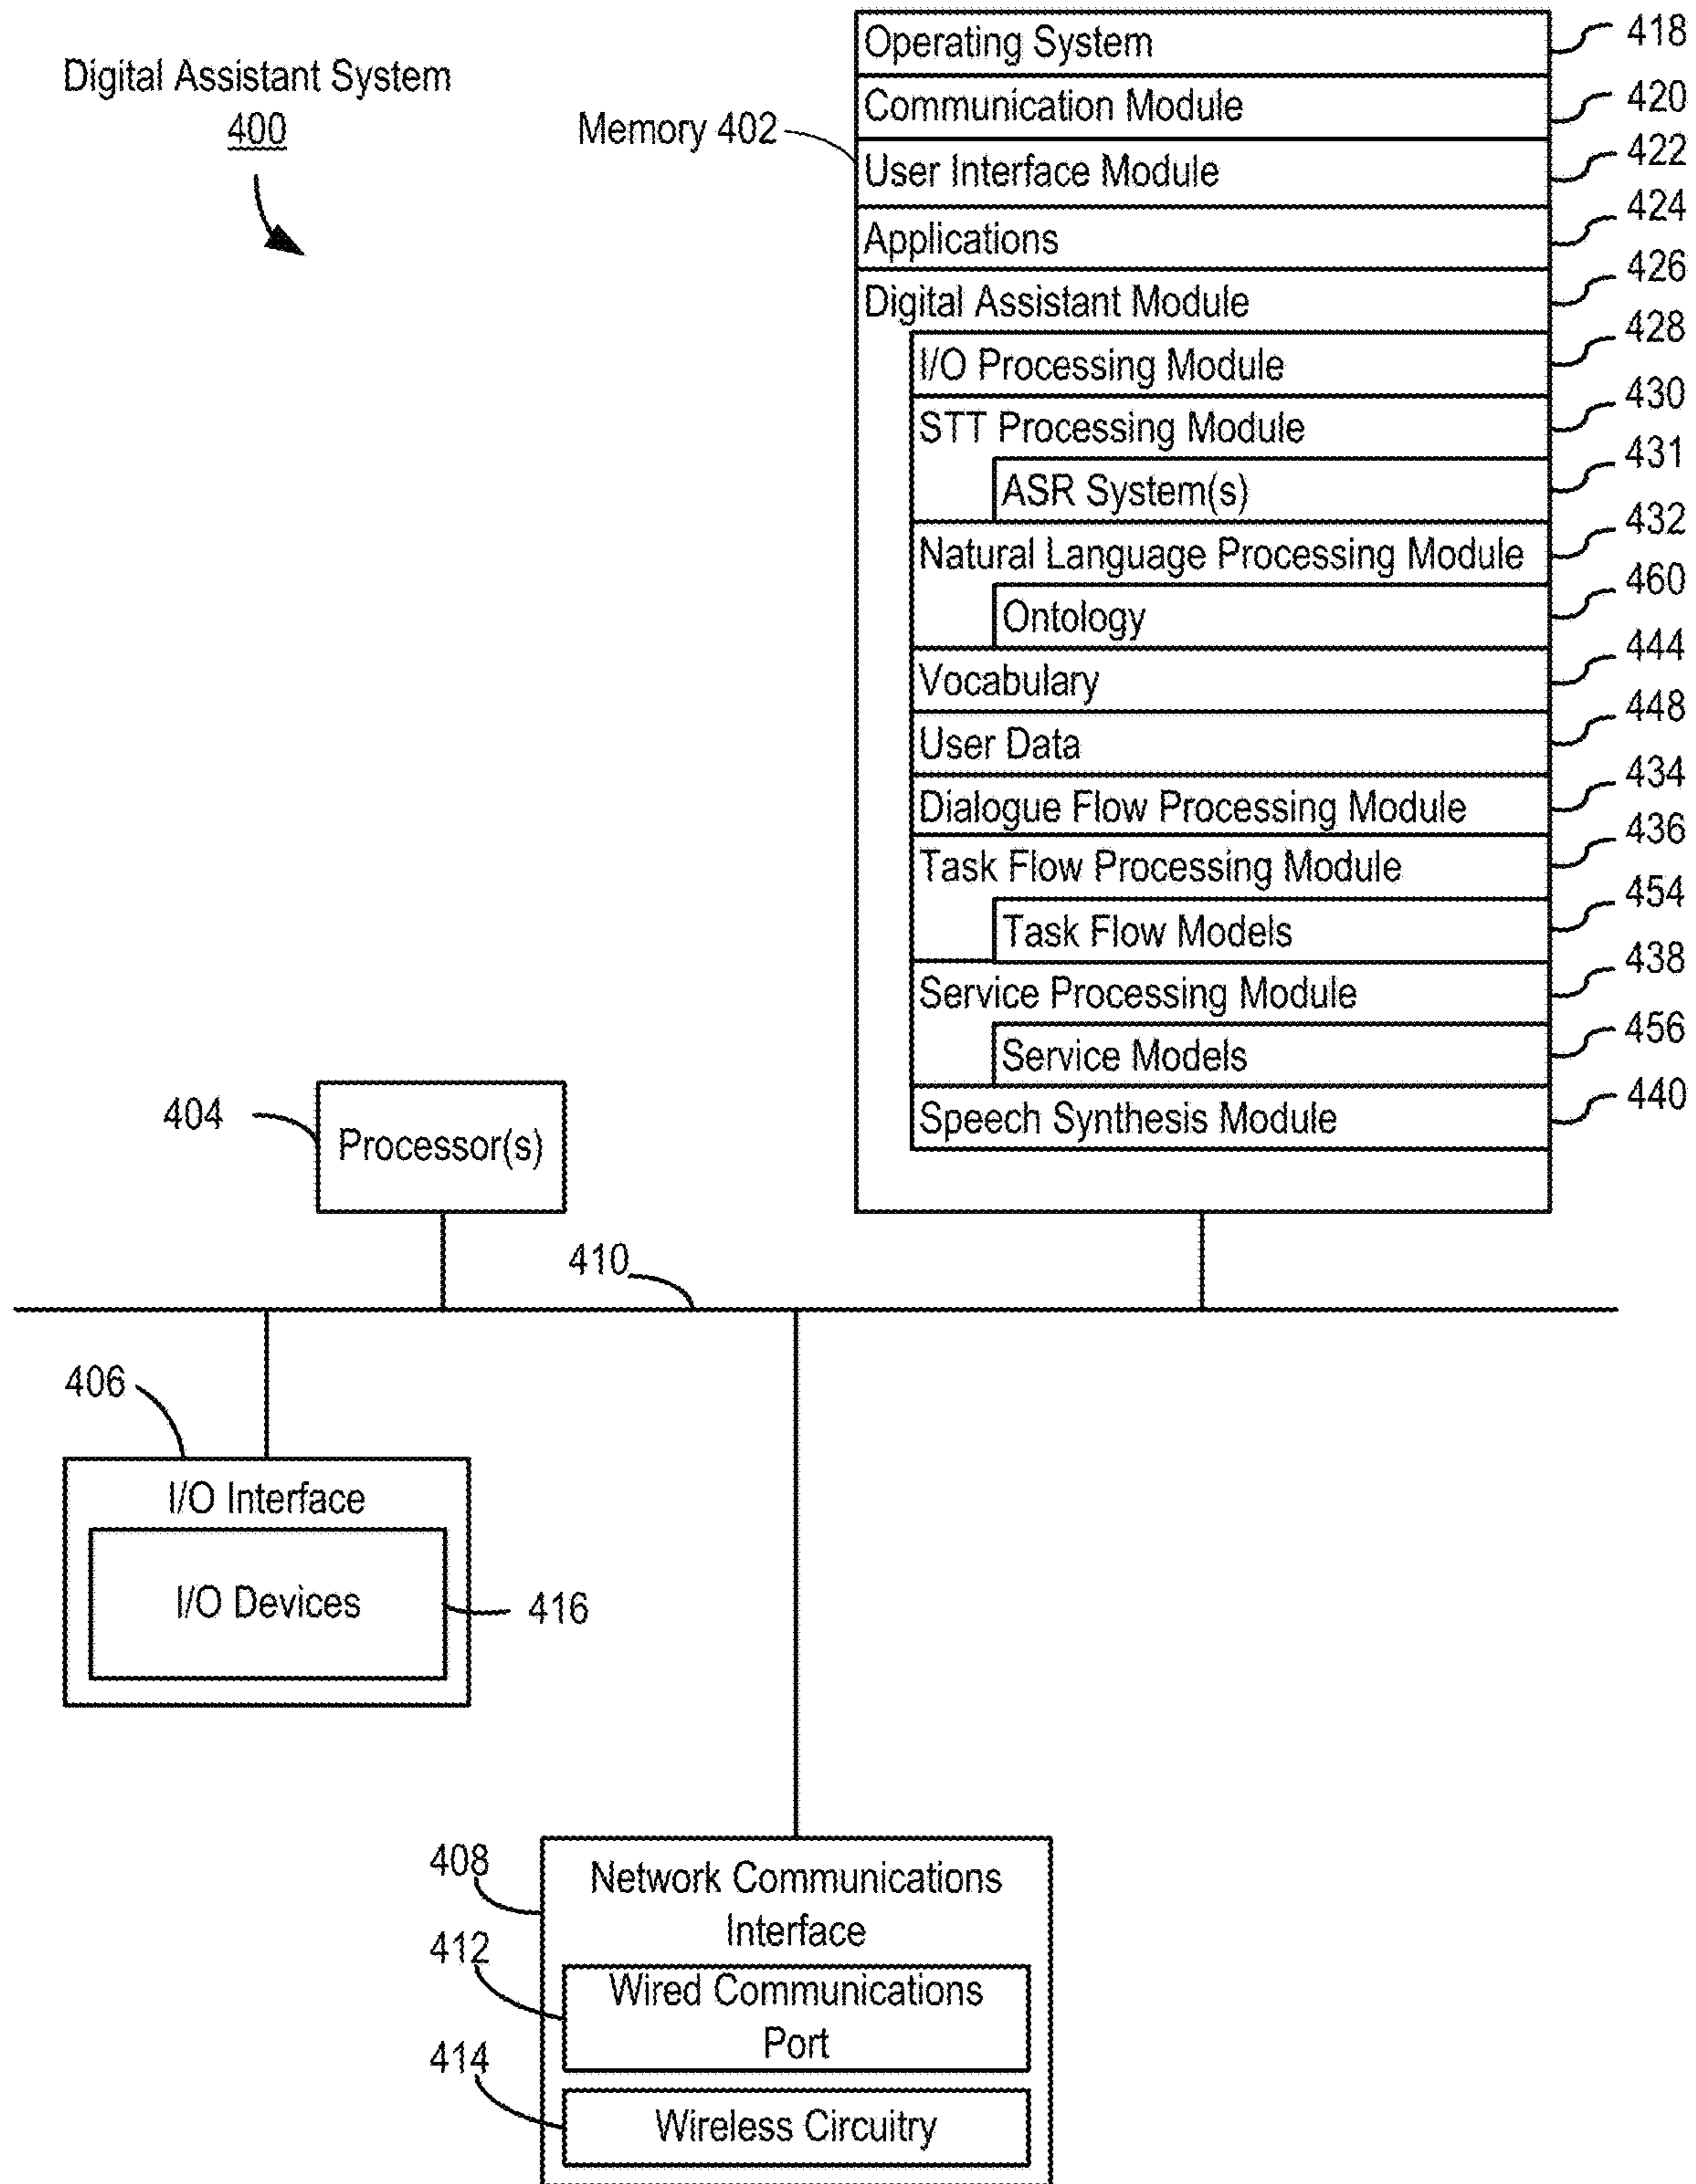 Digital Assistant System
400
Memory 402
Operating System 418
Communication Module 420
User Interface Module 422
Applications 424
Digital Assistant Module 426
I/O Processing Module 428
STT Processing Module 430
ASR System(s) 431
Natural Language Processing Module 432
Ontology 460
Vocabulary 444
User Data 448
Dialogue Flow Processing Module 434
Task Flow Processing Module 436
Task Flow Models 454
Service Processing Module 438
Service Models 456
Speech Synthesis Module 440
404
Processor(s)
410
406
I/O Interface
I/O Devices
416
408
Network Communications
Interface
412
Wired Communications
Port
414
Wireless Circuitry